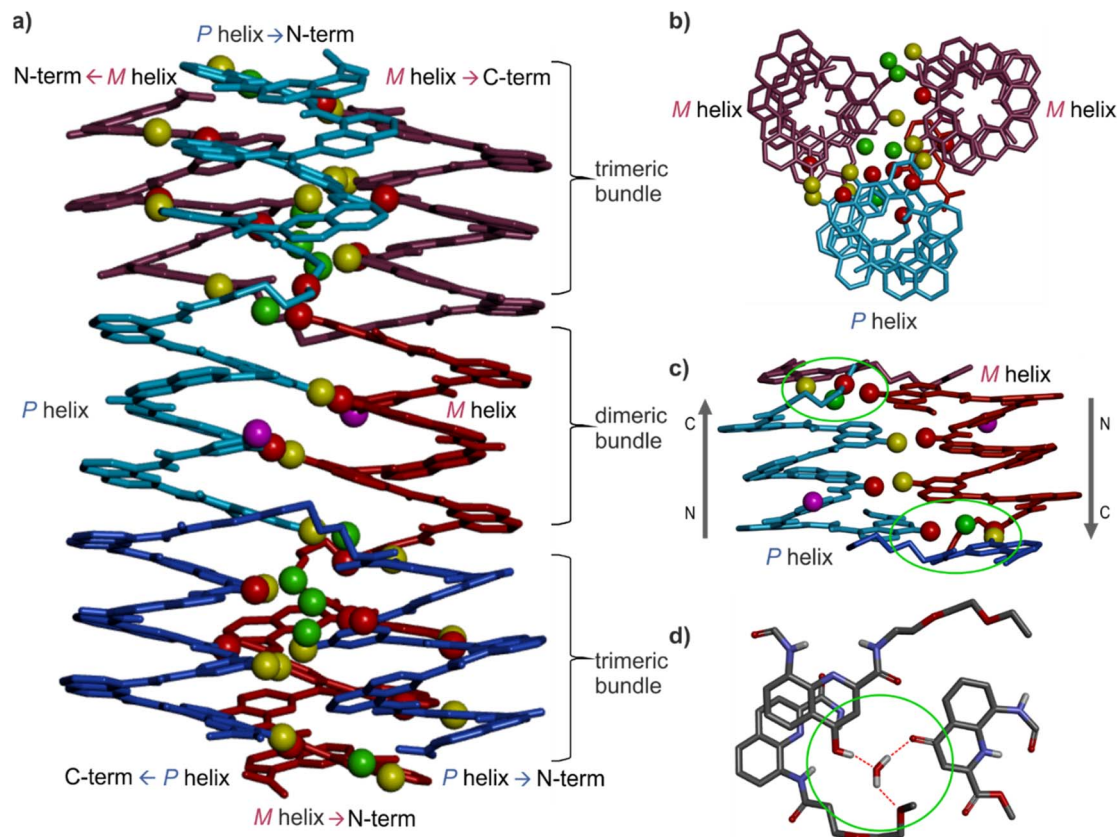 a)
P helix → N-term
N-term ← M helix
M helix → C-term
trimeric
bundle
P helix
M helix
dimeric
bundle
trimeric
bundle
C-term ← P helix
P helix → N-term
M helix → N-term
b)
M helix
M helix
P helix
c)
M helix
C
N
N
C
P helix
d)